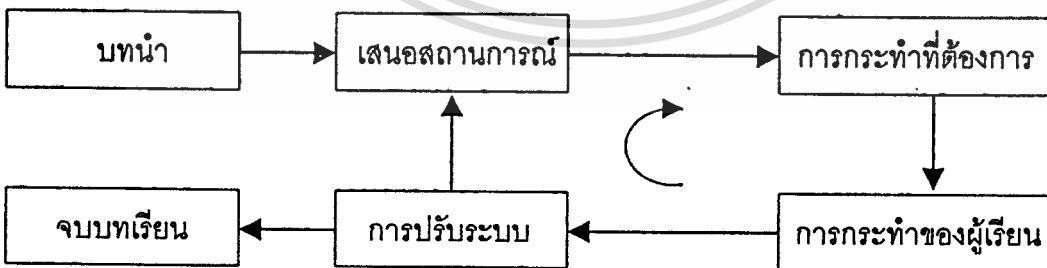 บทนำ
เสนอสถานการณ์
การกระทำที่ต้องการ
จบบทเรียน
การปรับระบบ
การกระทำของผู้เรียน